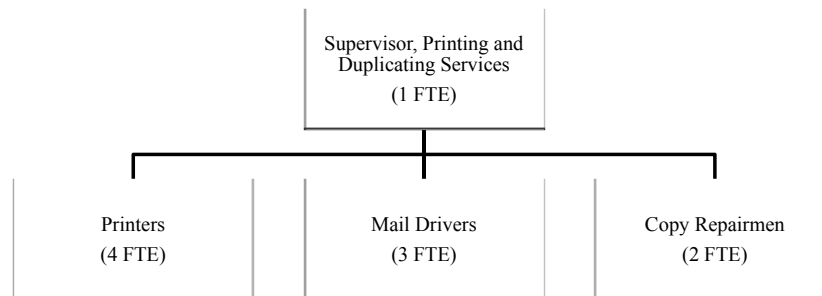 Supervisor, Printing and
Duplicating Services
(1 FTE)
Printers
(4 FTE)
Mail Drivers
(3 FTE)
Copy Repairmen
(2 FTE)